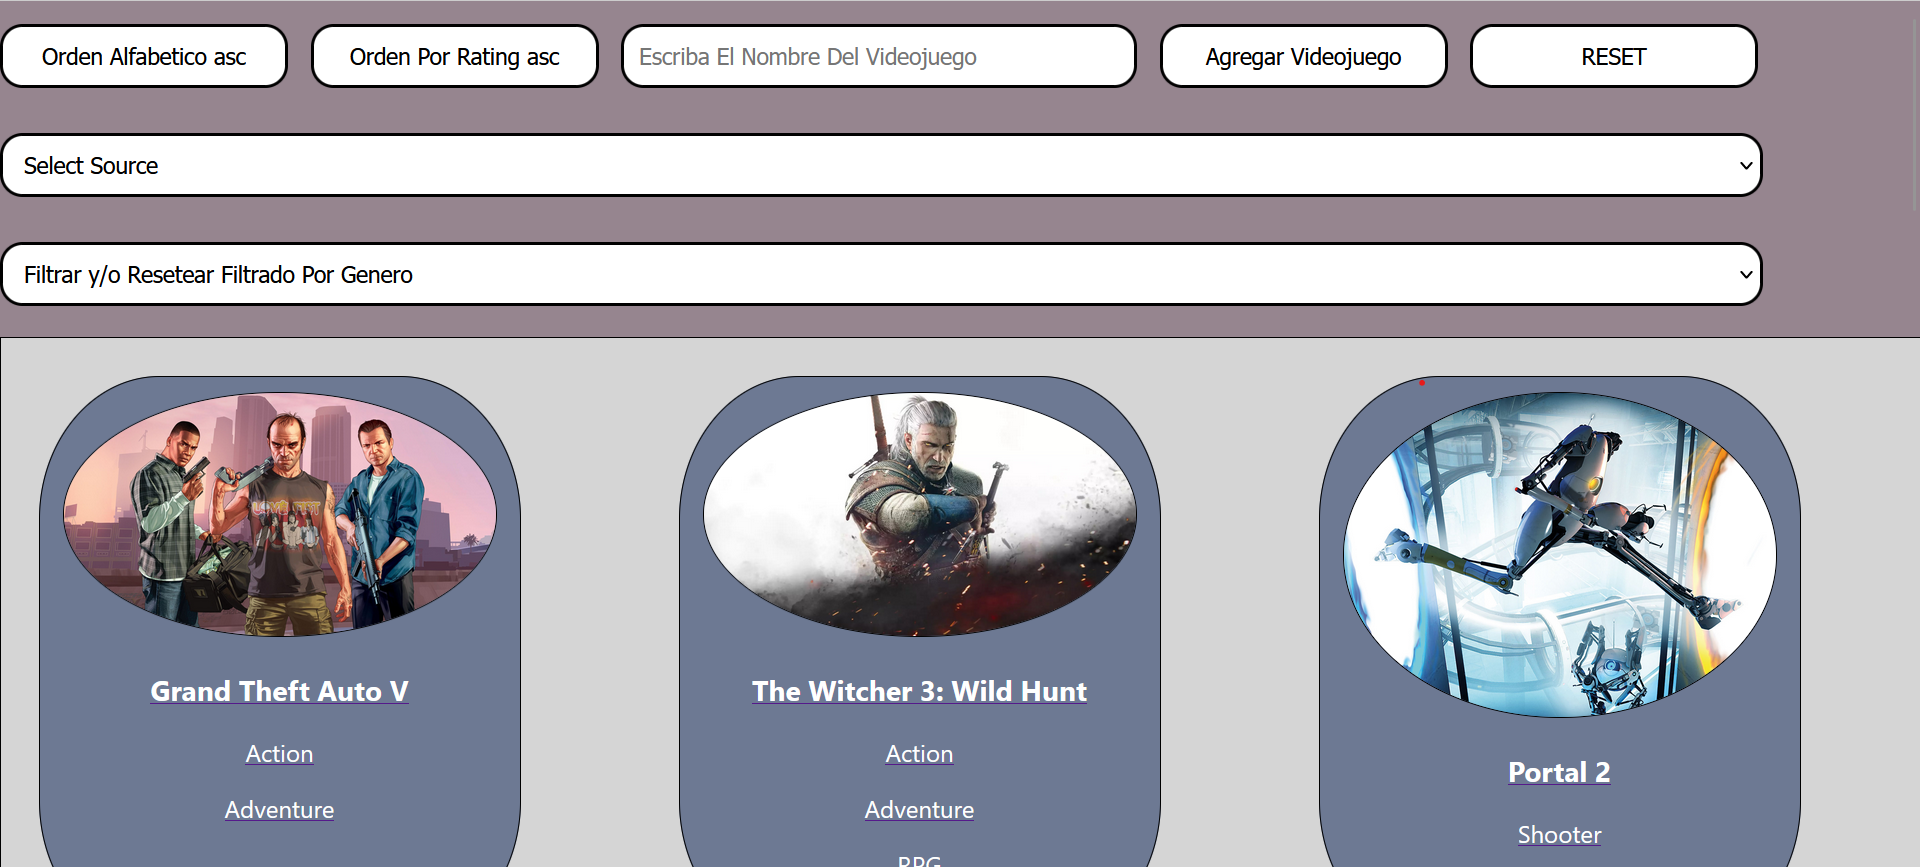 Orden Alfabetico asc
Orden Por Rating asc
Escriba El Nombre Del Videojuego
Agregar Videojuego
RESET
Select Source
Filtrar y/o Resetear Filtrado Por Genero
Grand Theft Auto V
Action
Adventure
The Witcher 3: Wild Hunt
Action
Adventure
RPG
Portal 2
Shooter